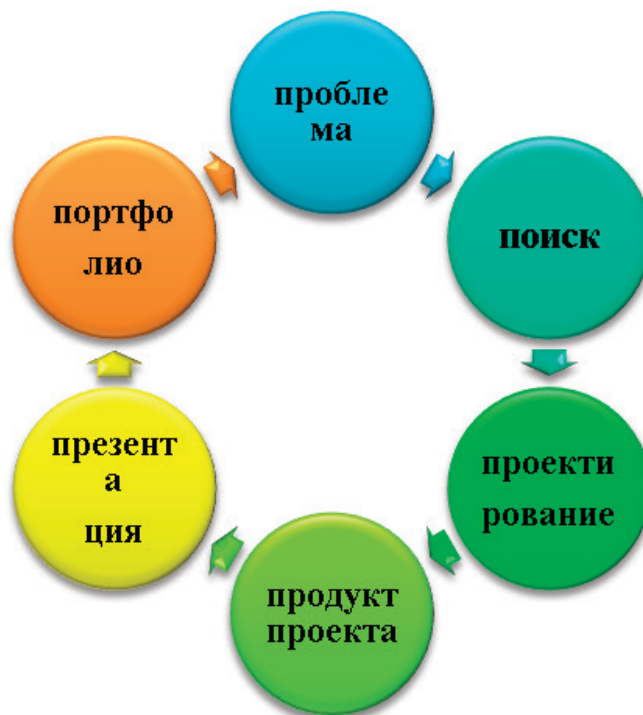 пробле
ма
поиск
проекти
рование
продукт
проекта
презент
а
ция
портфо
лио